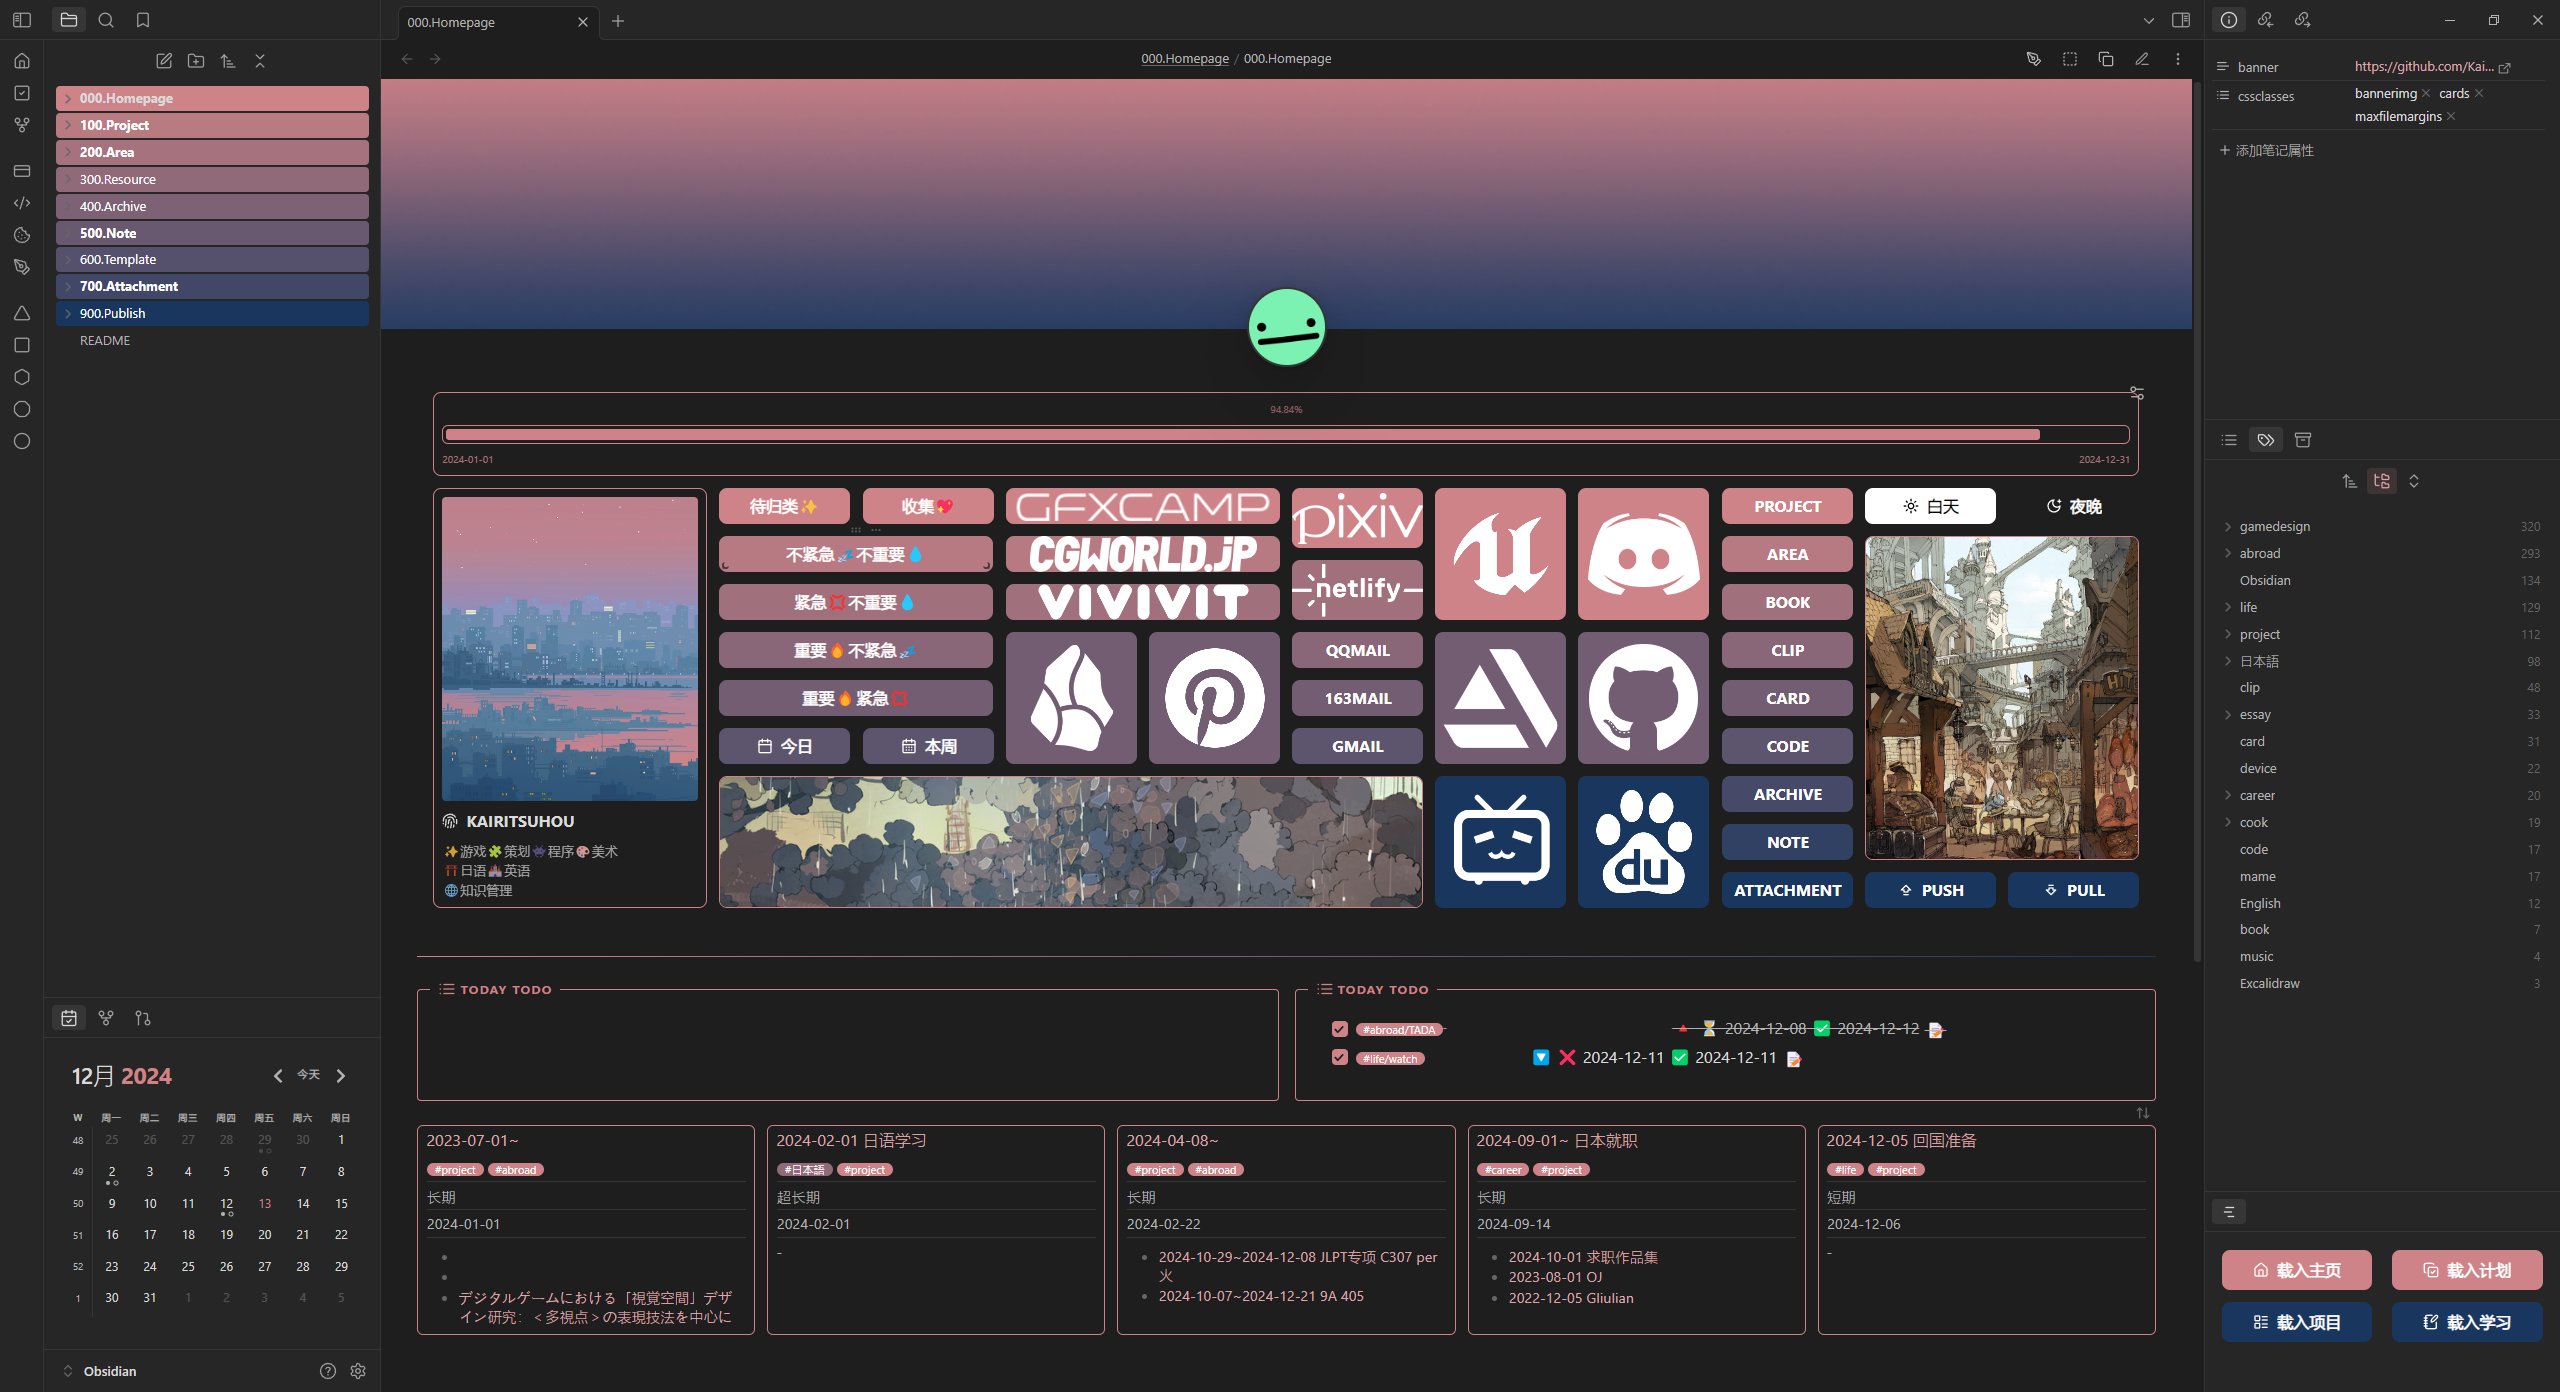 000.Homepage
000.Homepage / 000.Homepage
000.Homepage
100.Project
200.Area
300.Resource
400.Archive
500.Note
600.Template
700.Attachment
900.Publish
README
12月 2024
今天
W 周一 周二 周三 周四 周五 周六 周日
48 25 26 27 28 29 30 1
49 2 3 4 5 6 7 8
50 9 10 11 12 13 14 15
51 16 17 18 19 20 21 22
52 23 24 25 26 27 28 29
1 30 31 1 2 3 4 5
Obsidian
94.84%
2024-01-01 2024-12-31
KAIRITSUHOU
✨游戏🧩策划👾程序🎨美术
⛩️日语🏰英语
🌐知识管理
待归类✨
收集💖
不紧急💤不重要💧
紧急💢不重要💧
重要🔥不紧急💤
重要🔥紧急💢
今日
本周
GFXCAMP
CGWORLD.jp
VIVIVIT
pixiv
netlify
QQMAIL
163MAIL
GMAIL
du
PROJECT
AREA
BOOK
CLIP
CARD
CODE
ARCHIVE
NOTE
ATTACHMENT
白天
夜晚
PUSH
PULL
TODAY TODO
TODAY TODO
#abroad/TADA 🔺 ⏳ 2024-12-08 ✅ 2024-12-12 📝
#life/watch 🔽 ❌ 2024-12-11 ✅ 2024-12-11 📝
2023-07-01~
#project #abroad
长期
2024-01-01
デジタルゲームにおける「視覚空間」デザ
イン研究：＜多視点＞の表現技法を中心に
2024-02-01 日语学习
#日本語 #project
超长期
2024-02-01
-
2024-04-08~
#project #abroad
长期
2024-02-22
2024-10-29~2024-12-08 JLPT专项 C307 per
火
2024-10-07~2024-12-21 9A 405
2024-09-01~ 日本就职
#career #project
长期
2024-09-14
2024-10-01 求职作品集
2023-08-01 OJ
2022-12-05 Gliulian
2024-12-05 回国准备
#life #project
短期
2024-12-06
-
banner https://github.com/Kai...
cssclasses bannerimg cards
maxfilemargins
添加笔记属性
gamedesign 320
abroad 293
Obsidian 134
life 129
project 112
日本語 98
clip 48
essay 33
card 31
device 22
career 20
cook 19
code 17
mame 17
English 12
book 7
music 4
Excalidraw 3
载入主页
载入计划
载入项目
载入学习